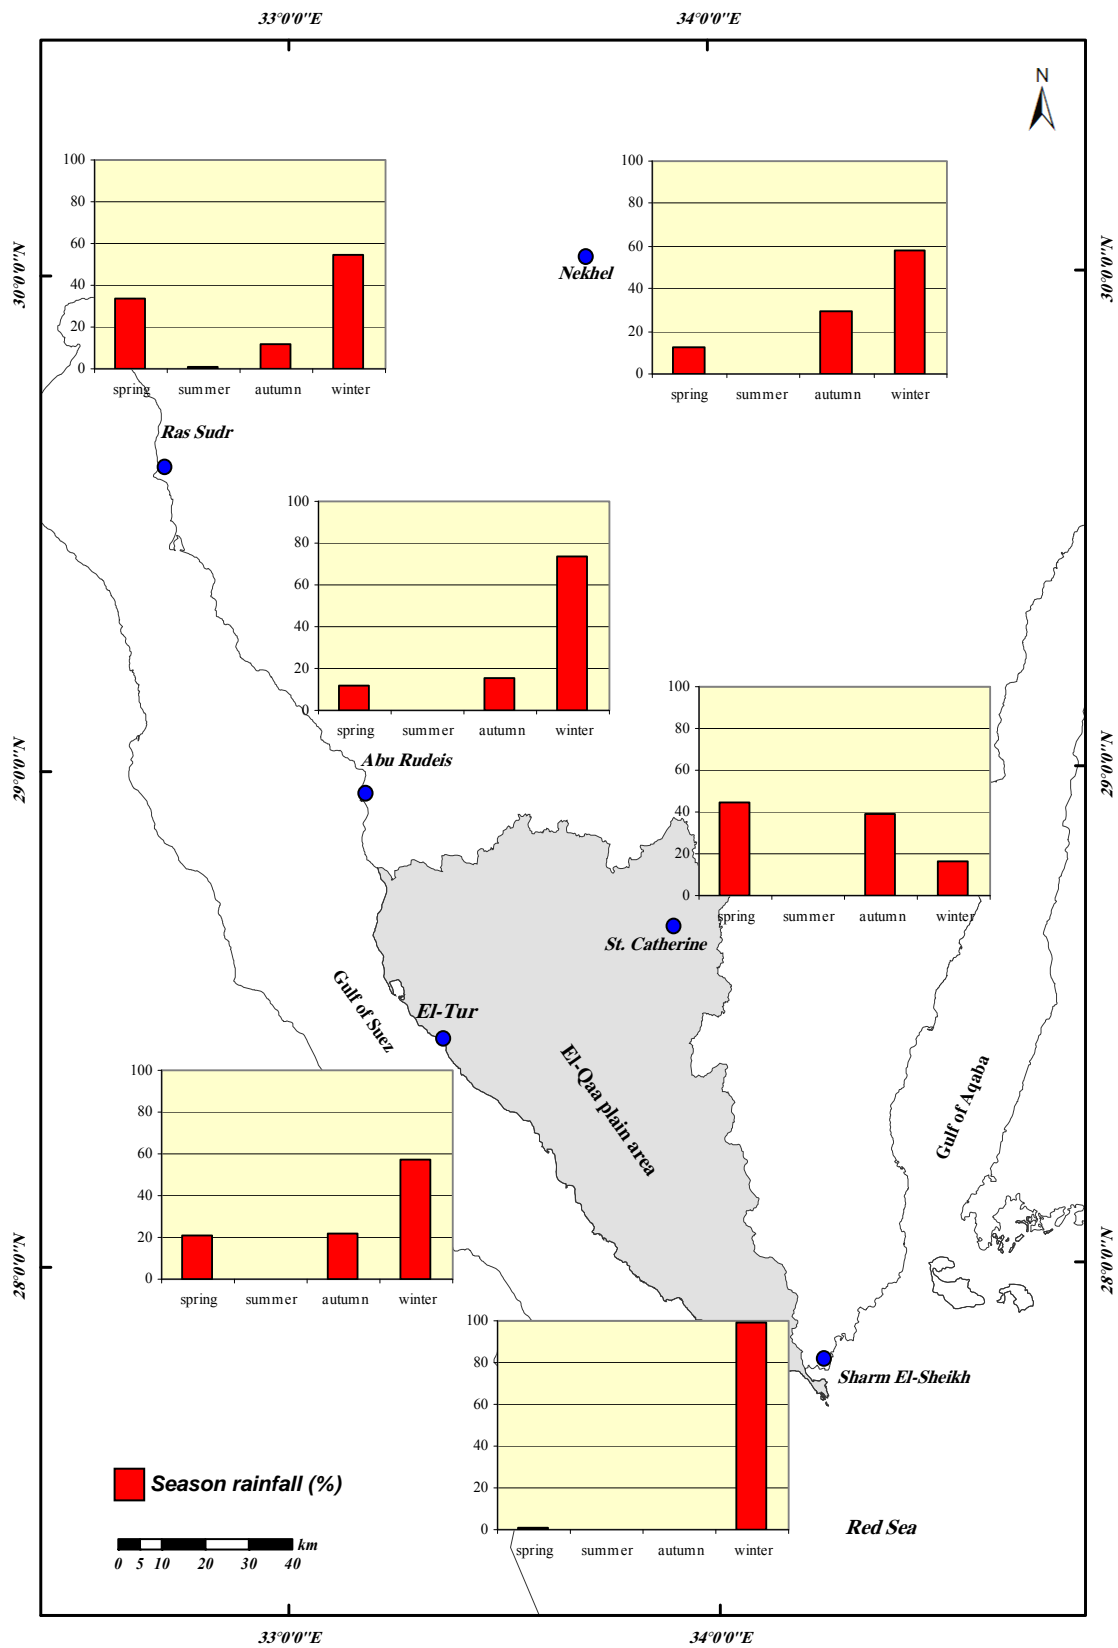 33°0'0"E 34°0'0"E
N
30°0'0"N
30°0'0"N
100
80
60
40
20
0
spring summer autumn winter
Ras Sudr
Nekhel
100
80
60
40
20
0
spring summer autumn winter
100
80
60
40
20
0
spring summer autumn winter
Abu Rudeis
29°0'0"N
29°0'0"N
100
80
60
40
20
0
spring summer autumn winter
St. Catherine
Gulf of Suez
El-Tur
El-Qaa plain area
Gulf of Aqaba
100
80
60
40
20
0
spring summer autumn winter
28°0'0"N
28°0'0"N
100
80
60
40
20
0
spring summer autumn winter
Sharm El-Sheikh
Season rainfall (%)
Red Sea
km
0 5 10 20 30 40
33°0'0"E 34°0'0"E